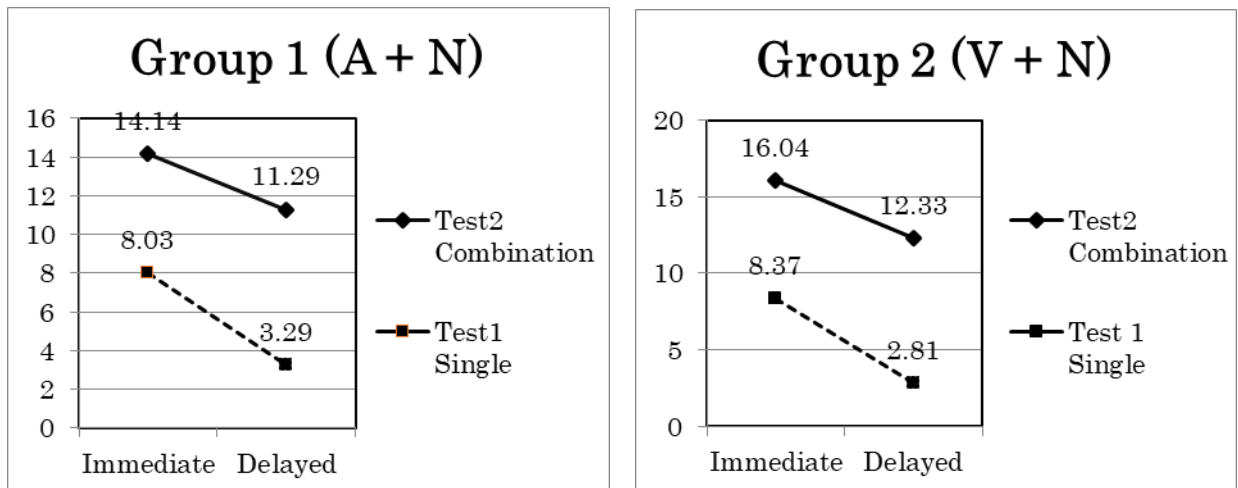 Group 1 (A + N)
16
14
12
10
8
6
4
2
0
14.14
11.29
8.03
3.29
Immediate Delayed
Test2
Combination
Test1
Single
Group 2 (V + N)
20
15
10
5
0
16.04
12.33
8.37
2.81
Immediate Delayed
Test2
Combination
Test 1
Single